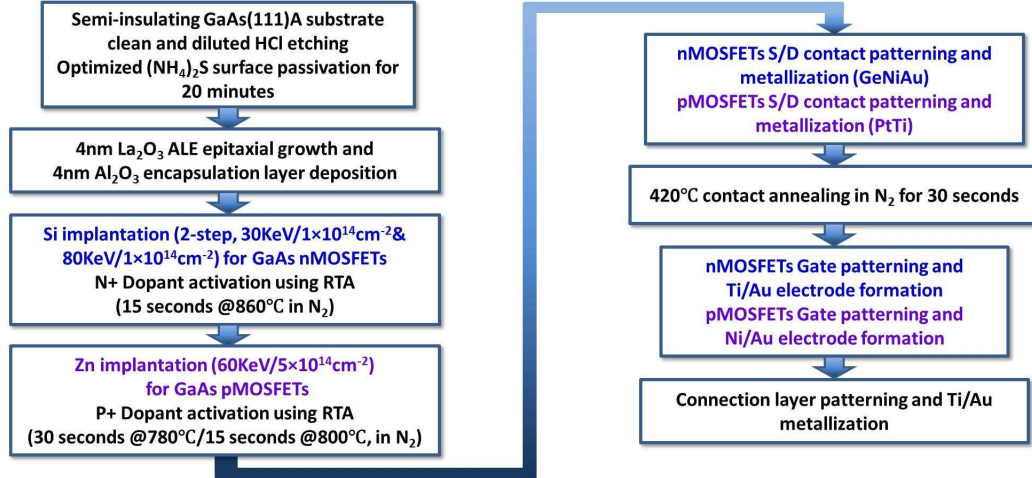 Semi-insulating GaAs(111)A substrate
clean and diluted HCl etching
Optimized (NH₄)₂S surface passivation for
20 minutes
4nm La₂O₃ ALE epitaxial growth and
4nm Al₂O₃ encapsulation layer deposition
Si implantation (2-step, 30KeV/1×10¹⁴cm⁻²&
80KeV/1×10¹⁴cm⁻²) for GaAs nMOSFETs
N+ Dopant activation using RTA
(15 seconds @860℃ in N₂)
Zn implantation (60KeV/5×10¹⁴cm⁻²)
for GaAs pMOSFETs
P+ Dopant activation using RTA
(30 seconds @780℃/15 seconds @800℃, in N₂)
nMOSFETs S/D contact patterning and
metallization (GeNiAu)
pMOSFETs S/D contact patterning and
metallization (PtTi)
420℃ contact annealing in N₂ for 30 seconds
nMOSFETs Gate patterning and
Ti/Au electrode formation
pMOSFETs Gate patterning and
Ni/Au electrode formation
Connection layer patterning and Ti/Au
metallization